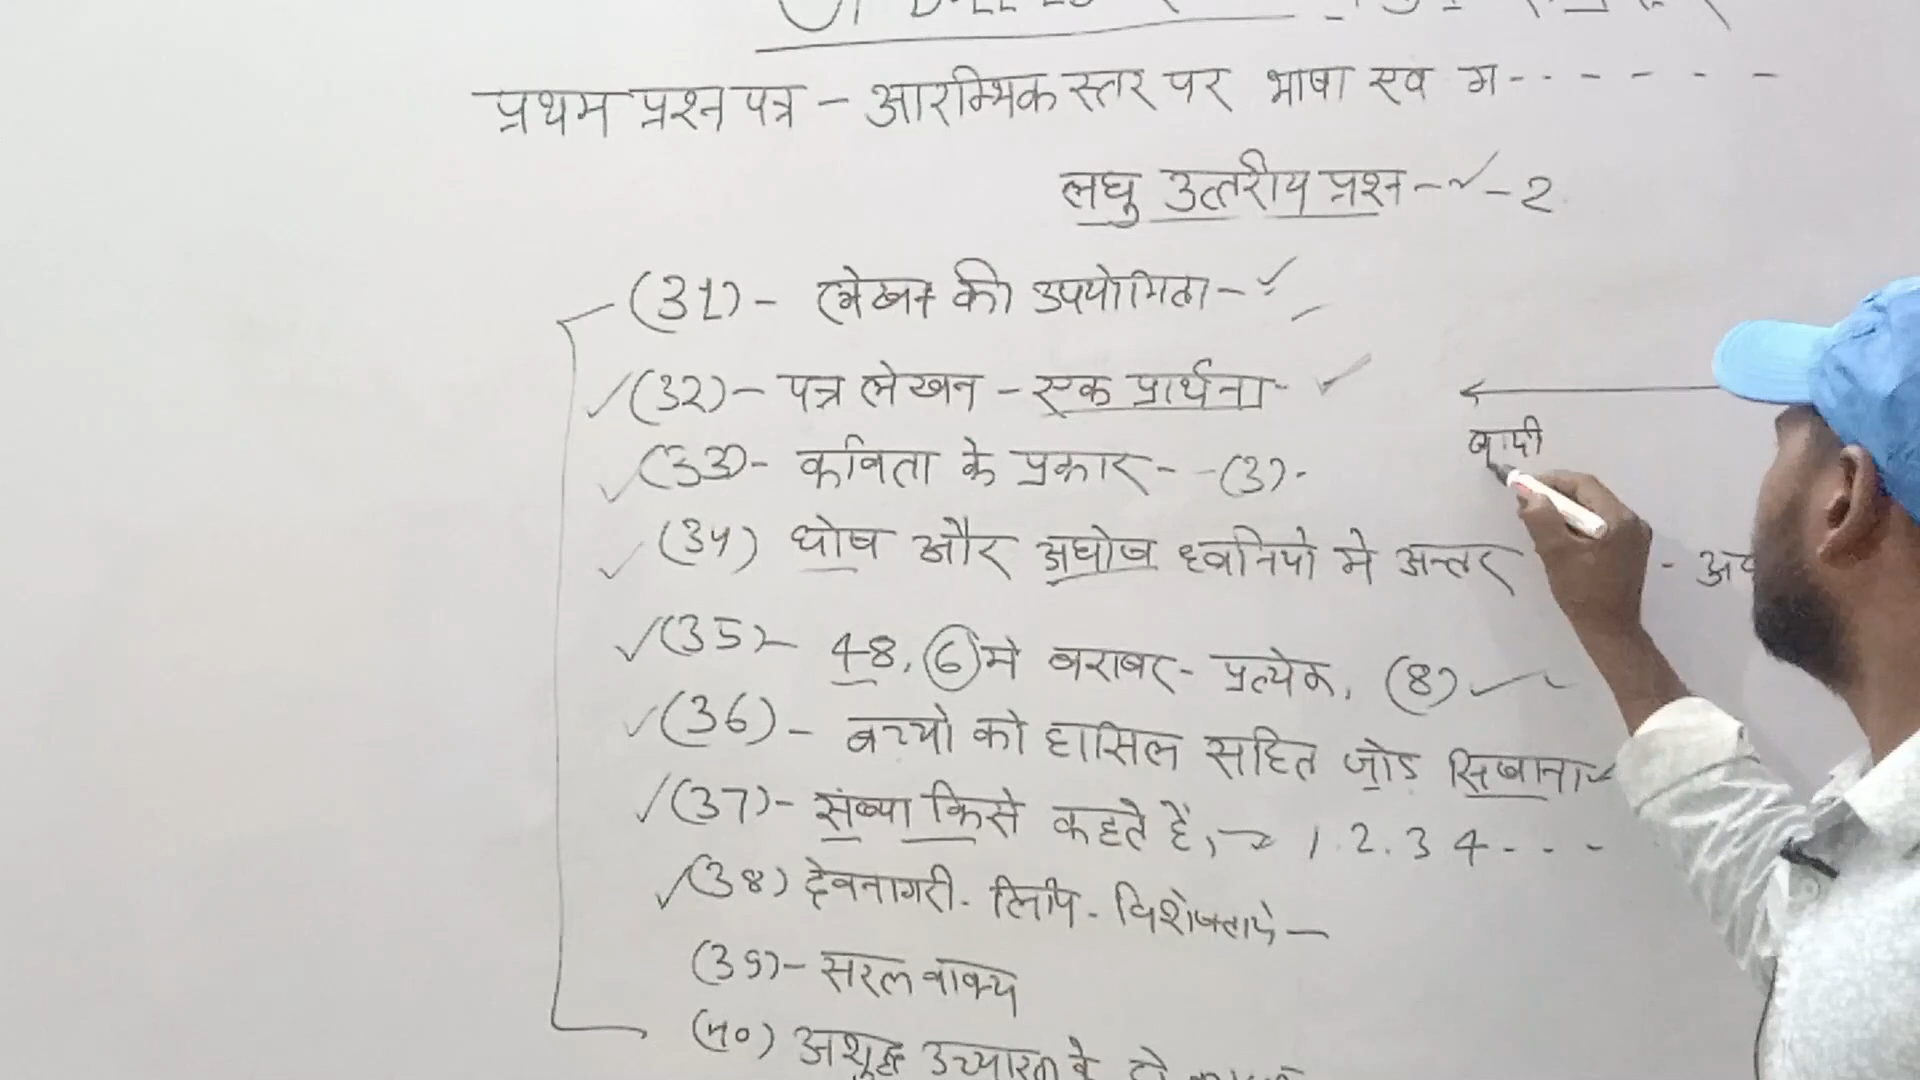 प्रथम प्रश्न पत्र - आरम्भिक स्तर पर भाषा एव ग - - - - - -
लघु उत्तरीय प्रश्न - - 2
(31) - लेखन की उपयोगिता -
(32) - पत्र लेखन - एक प्रार्थना -
(33) - कविता के प्रकार - - (3) -
(34) घोष और अघोष ध्वनियो मे अन्तर -
(35) - 48, 6 मे बराबर - प्रत्येक, (8)
(36) - बच्चो को हासिल सहित जोड सिखाना
(37) - संख्या किसे कहते हैं, → 1. 2. 3 4 - - -
(38) देवनागरी - लिपि - विशेषताये -
(39) - सरल वाक्य
(40) अशुद्ध उच्चारण के दो